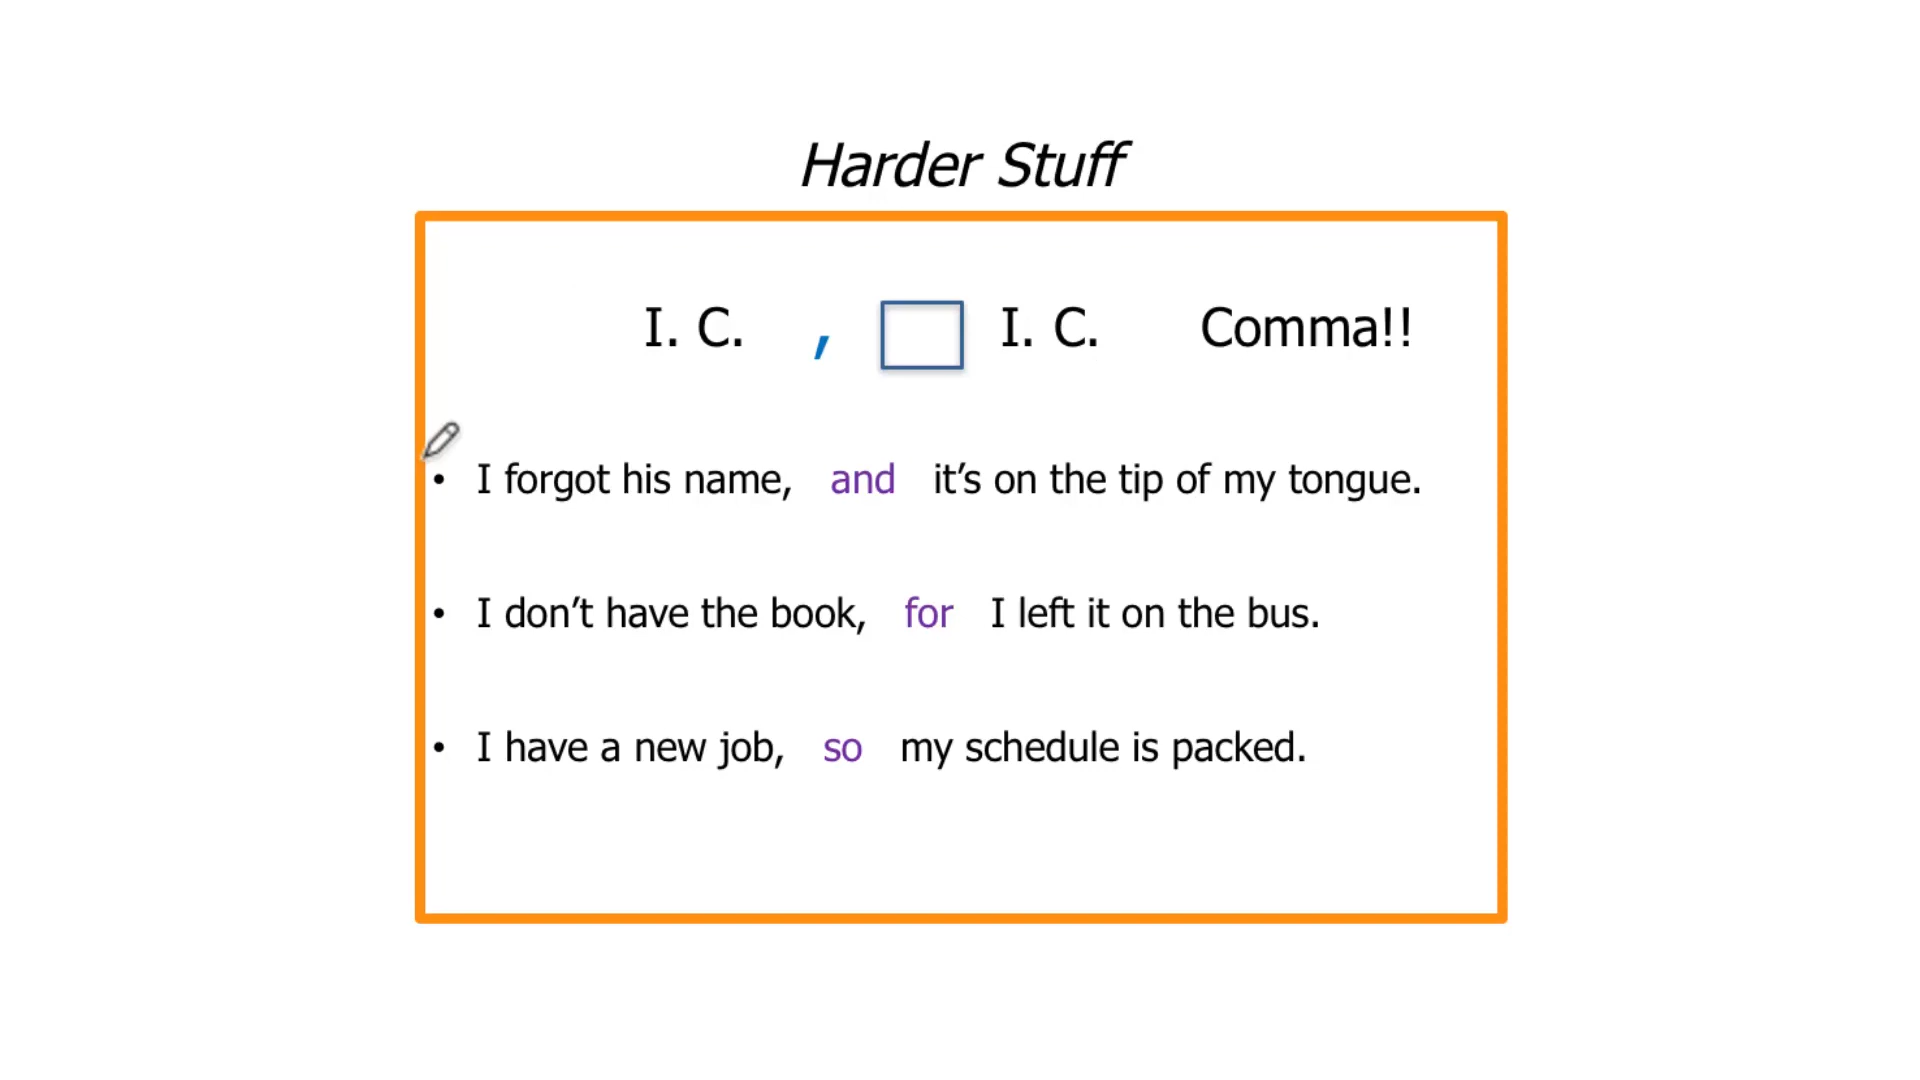 Harder Stuff
I. C. , I. C. Comma!!
• I forgot his name, and it’s on the tip of my tongue.
• I don’t have the book, for I left it on the bus.
• I have a new job, so my schedule is packed.